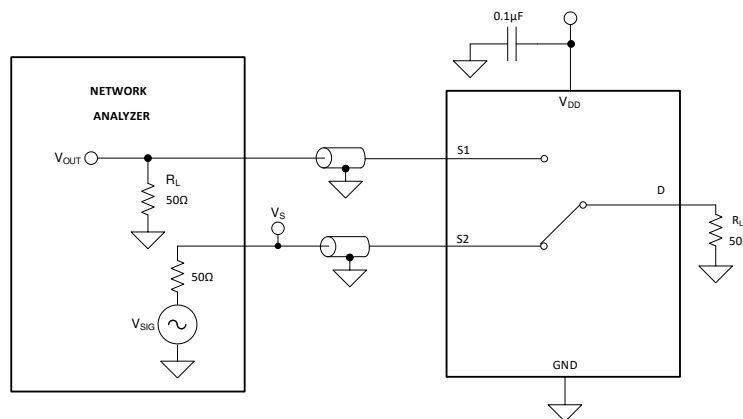 0.1µF
NETWORK
ANALYZER
VDD
VOUT
S1
RL
50Ω
D
VS
RL
50
S2
50Ω
VSIG
GND